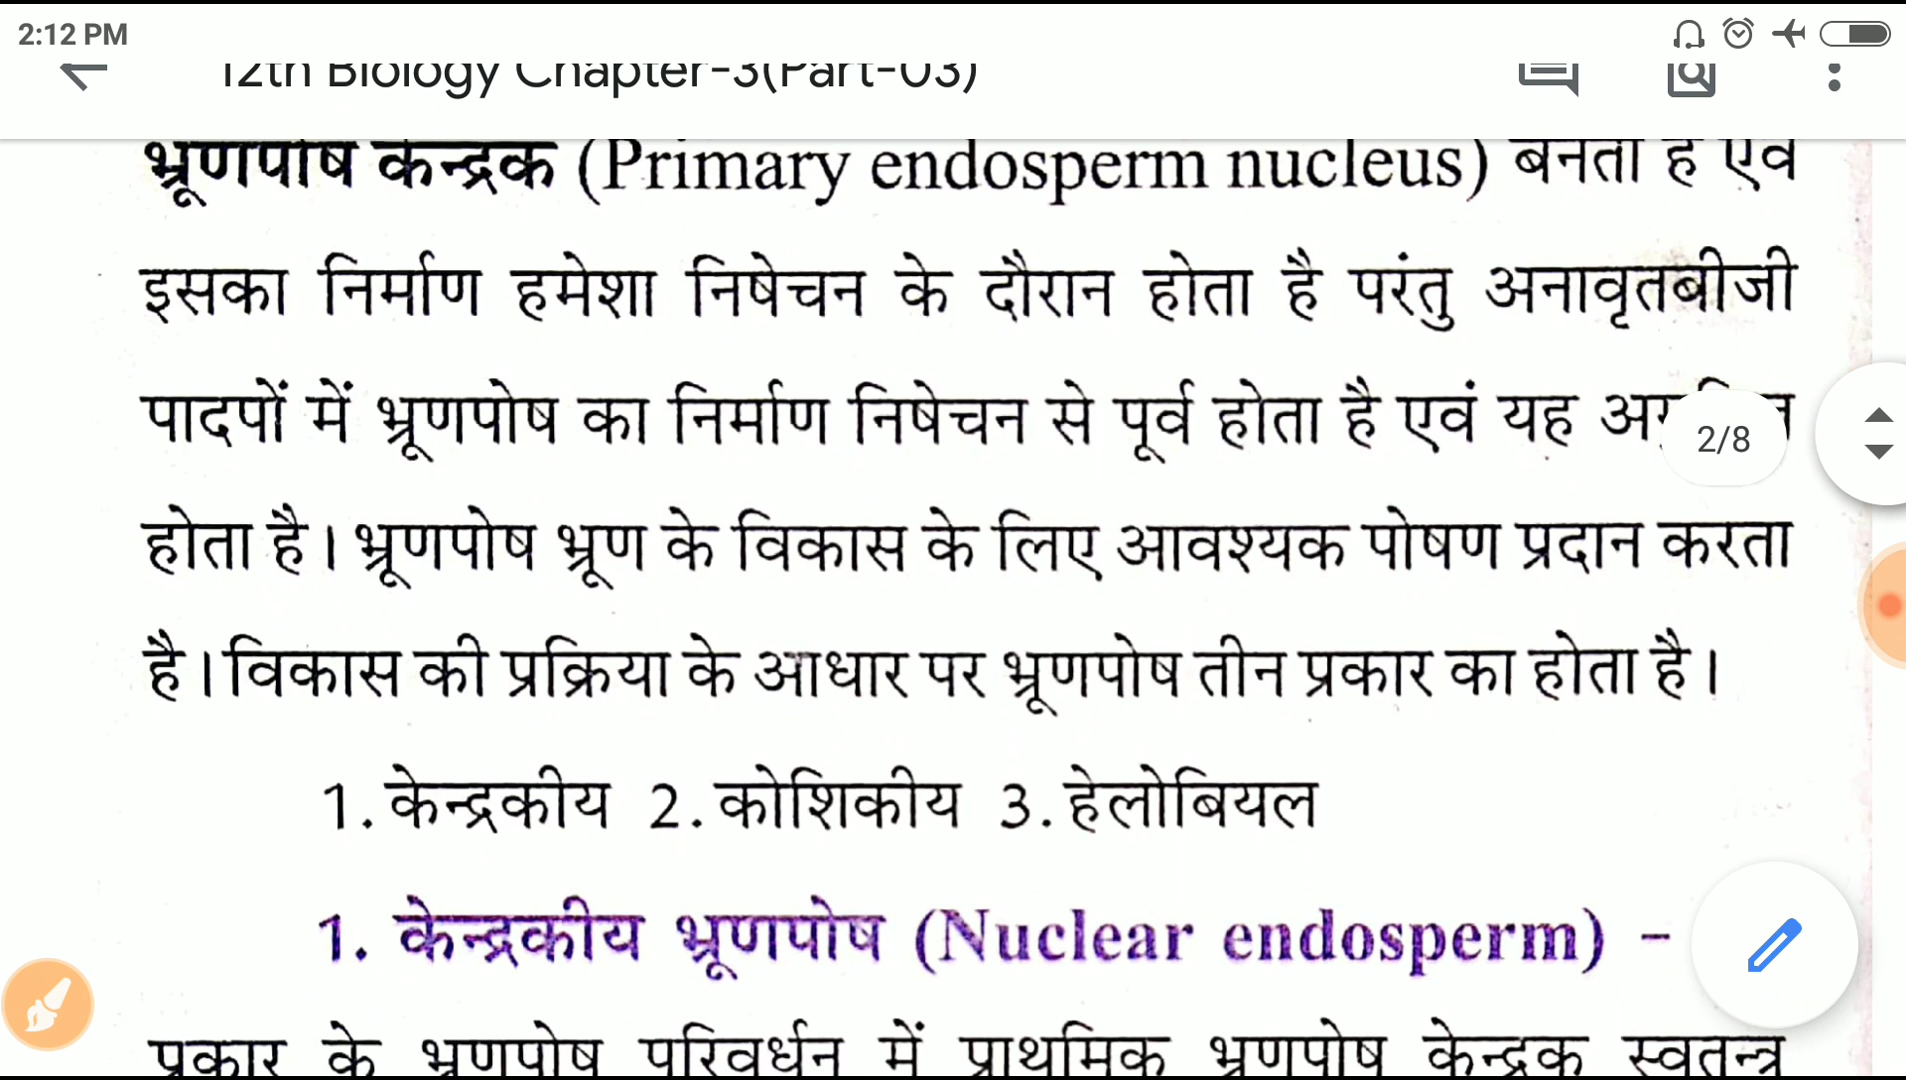 2:12 PM
12th Biology Chapter-3(Part-03)
भ्रूणपोष केन्द्रक (Primary endosperm nucleus) बनता है एवं
इसका निर्माण हमेशा निषेचन के दौरान होता है परंतु अनावृतबीजी
पादपों में भ्रूणपोष का निर्माण निषेचन से पूर्व होता है एवं यह
2/8
होता है। भ्रूणपोष भ्रूण के विकास के लिए आवश्यक पोषण प्रदान करता
है। विकास की प्रक्रिया के आधार पर भ्रूणपोष तीन प्रकार का होता है।
1. केन्द्रकीय 2. कोशिकीय 3. हेलोबियल
1. केन्द्रकीय भ्रूणपोष (Nuclear endosperm) –
प्रकार के भ्रूणपोष परिवर्धन में प्राथमिक भ्रूणपोष केन्द्रक स्वतन्त्र